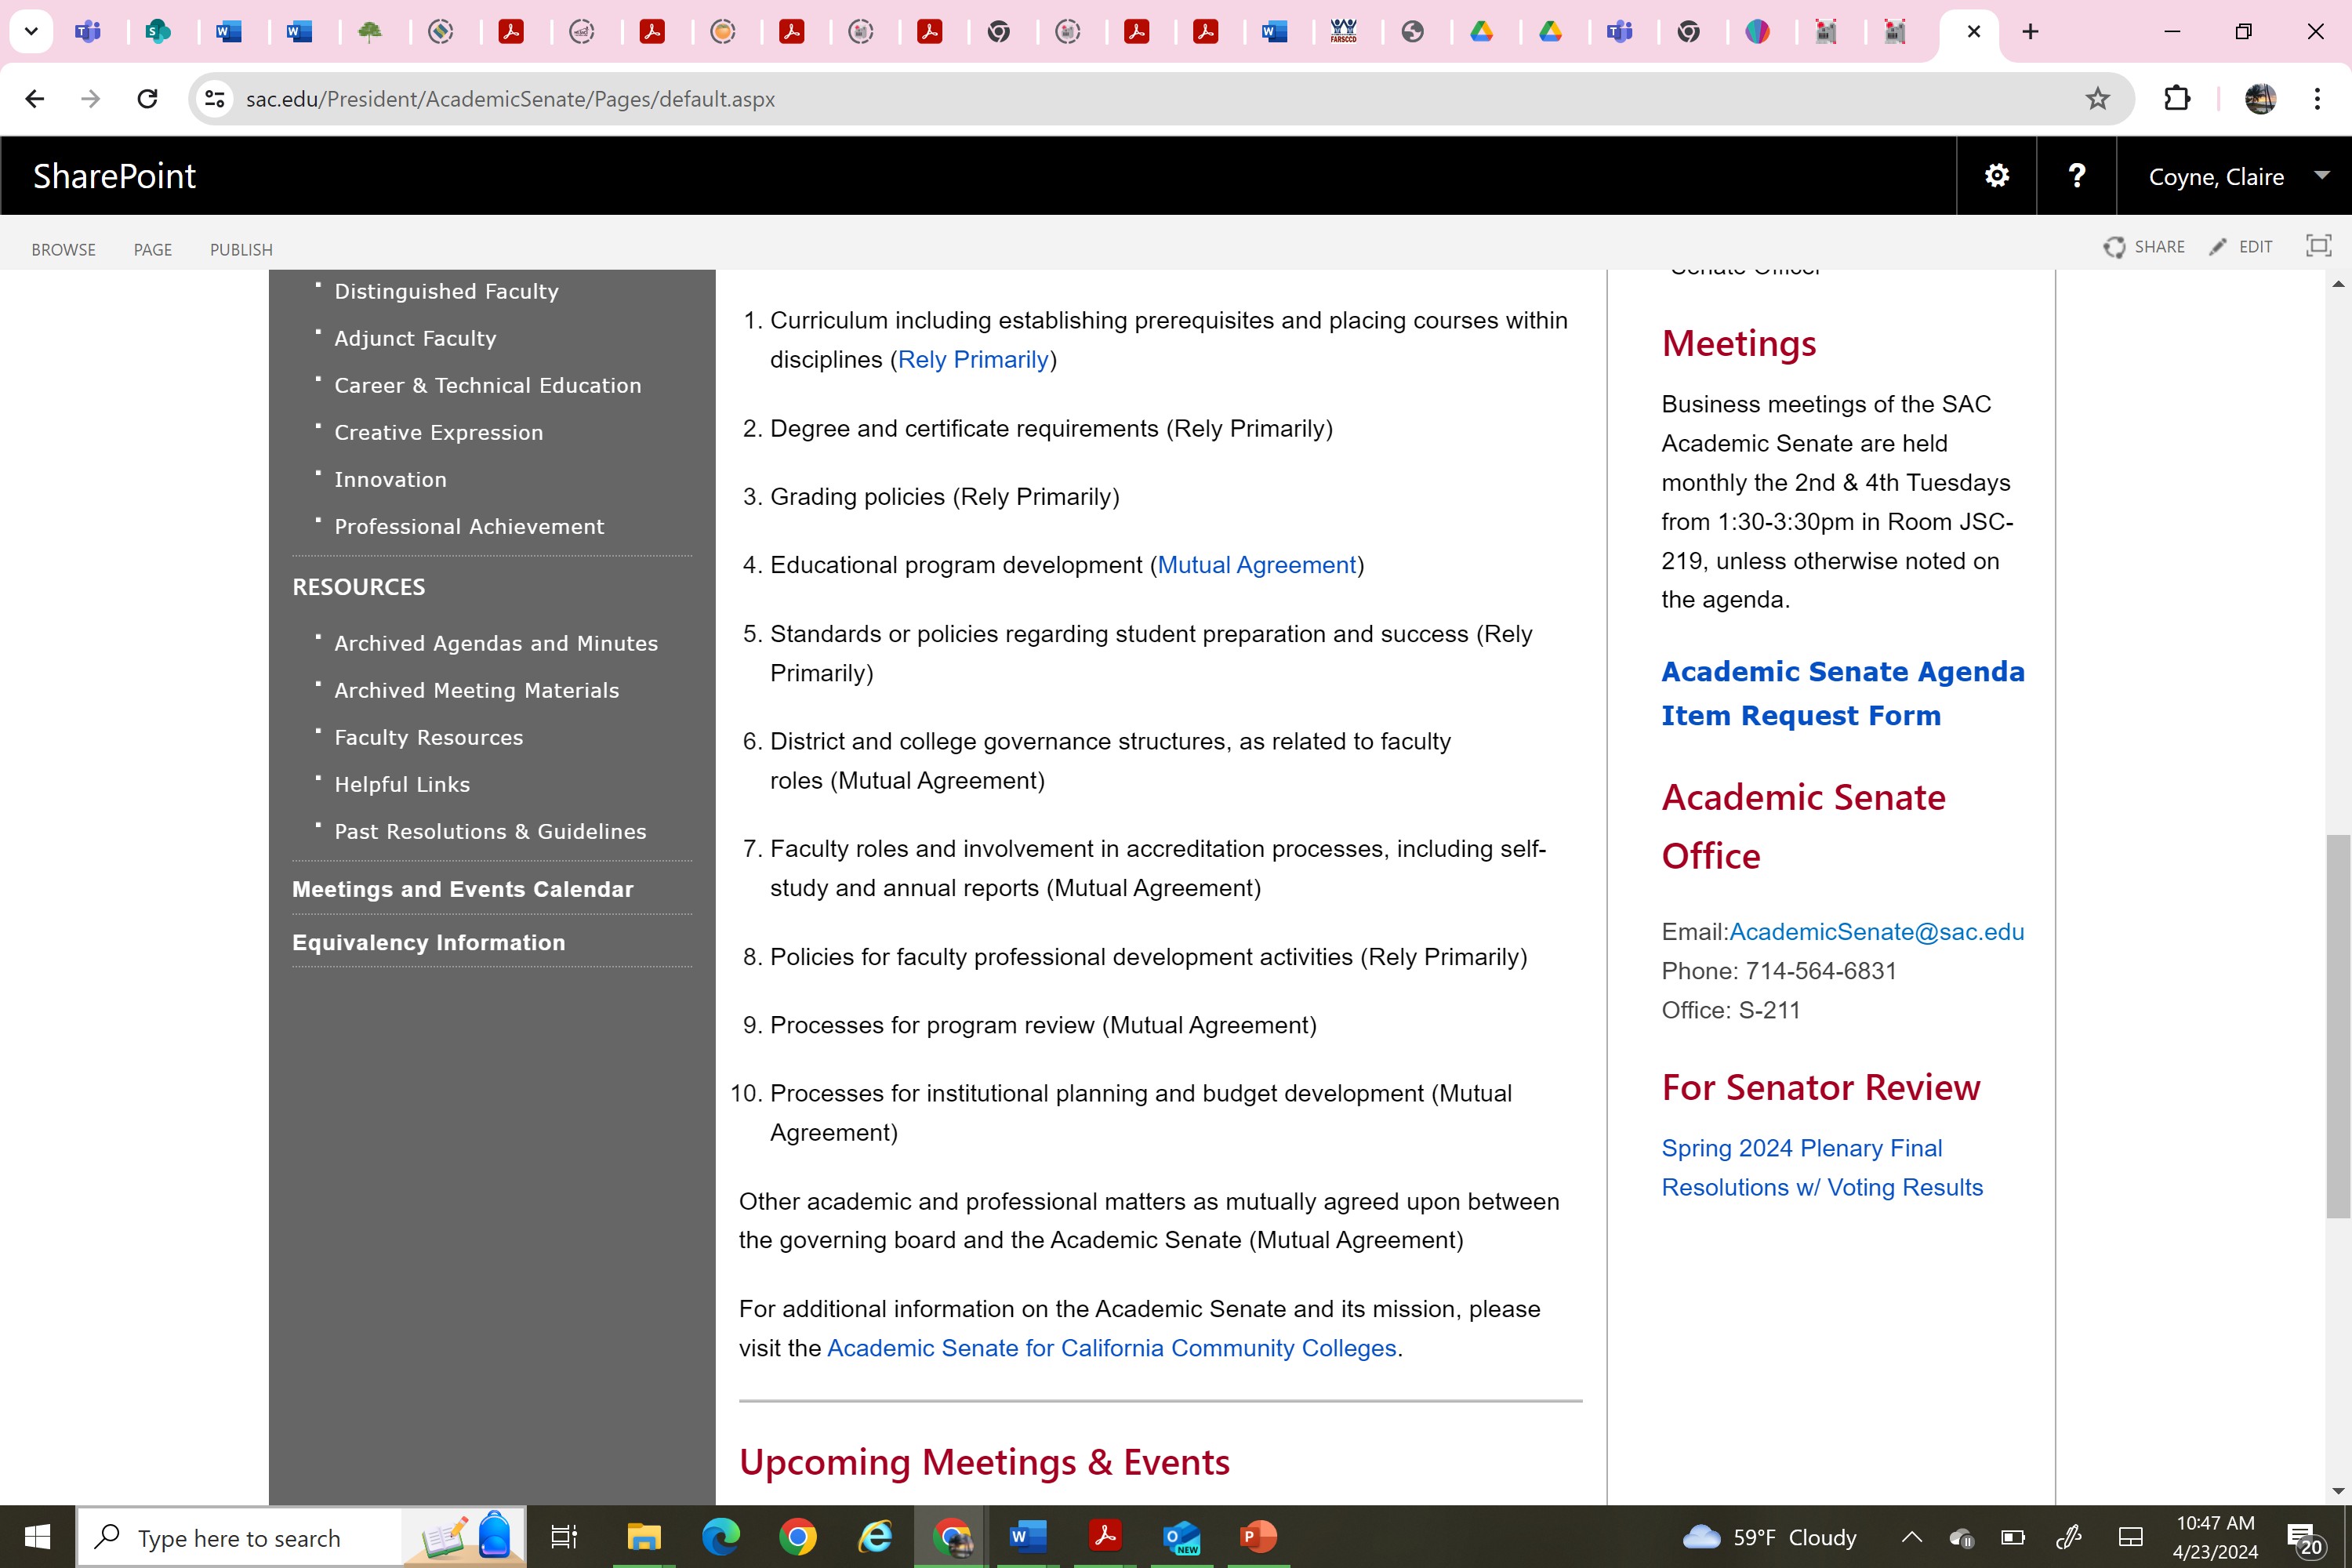 sac.edu/President/AcademicSenate/Pages/default.aspx
SharePoint
?
Coyne, Claire
BROWSE
PAGE
PUBLISH
SHARE
EDIT
Distinguished Faculty
Adjunct Faculty
Career & Technical Education
Creative Expression
Innovation
Professional Achievement
RESOURCES
Archived Agendas and Minutes
Archived Meeting Materials
Faculty Resources
Helpful Links
Past Resolutions & Guidelines
Meetings and Events Calendar
Equivalency Information
1. Curriculum including establishing prerequisites and placing courses within
disciplines (Rely Primarily)
2. Degree and certificate requirements (Rely Primarily)
3. Grading policies (Rely Primarily)
4. Educational program development (Mutual Agreement)
5. Standards or policies regarding student preparation and success (Rely
Primarily)
6. District and college governance structures, as related to faculty
roles (Mutual Agreement)
7. Faculty roles and involvement in accreditation processes, including self-
study and annual reports (Mutual Agreement)
8. Policies for faculty professional development activities (Rely Primarily)
9. Processes for program review (Mutual Agreement)
10. Processes for institutional planning and budget development (Mutual
Agreement)
Other academic and professional matters as mutually agreed upon between
the governing board and the Academic Senate (Mutual Agreement)
For additional information on the Academic Senate and its mission, please
visit the Academic Senate for California Community Colleges.
Upcoming Meetings & Events
Senate Officer
Meetings
Business meetings of the SAC
Academic Senate are held
monthly the 2nd & 4th Tuesdays
from 1:30-3:30pm in Room JSC-
219, unless otherwise noted on
the agenda.
Academic Senate Agenda
Item Request Form
Academic Senate
Office
Email:AcademicSenate@sac.edu
Phone: 714-564-6831
Office: S-211
For Senator Review
Spring 2024 Plenary Final
Resolutions w/ Voting Results
Type here to search
59°F Cloudy
10:47 AM
4/23/2024
20